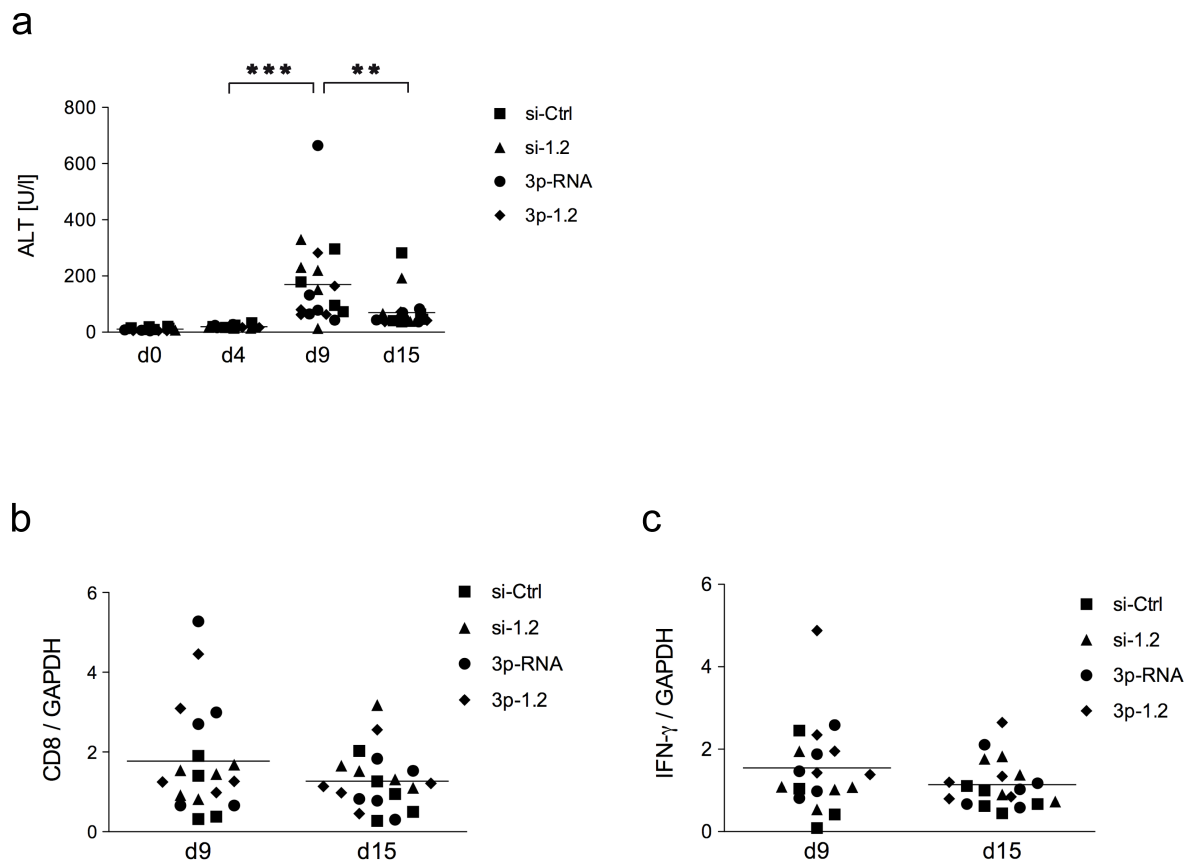 a
*** **
800
600
400
200
0
ALT [U/l]
d0 d4 d9 d15
si-Ctrl
si-1.2
3p-RNA
3p-1.2
b
6
4
2
0
CD8 / GAPDH
d9 d15
si-Ctrl
si-1.2
3p-RNA
3p-1.2
c
6
4
2
0
IFN-γ / GAPDH
d9 d15
si-Ctrl
si-1.2
3p-RNA
3p-1.2